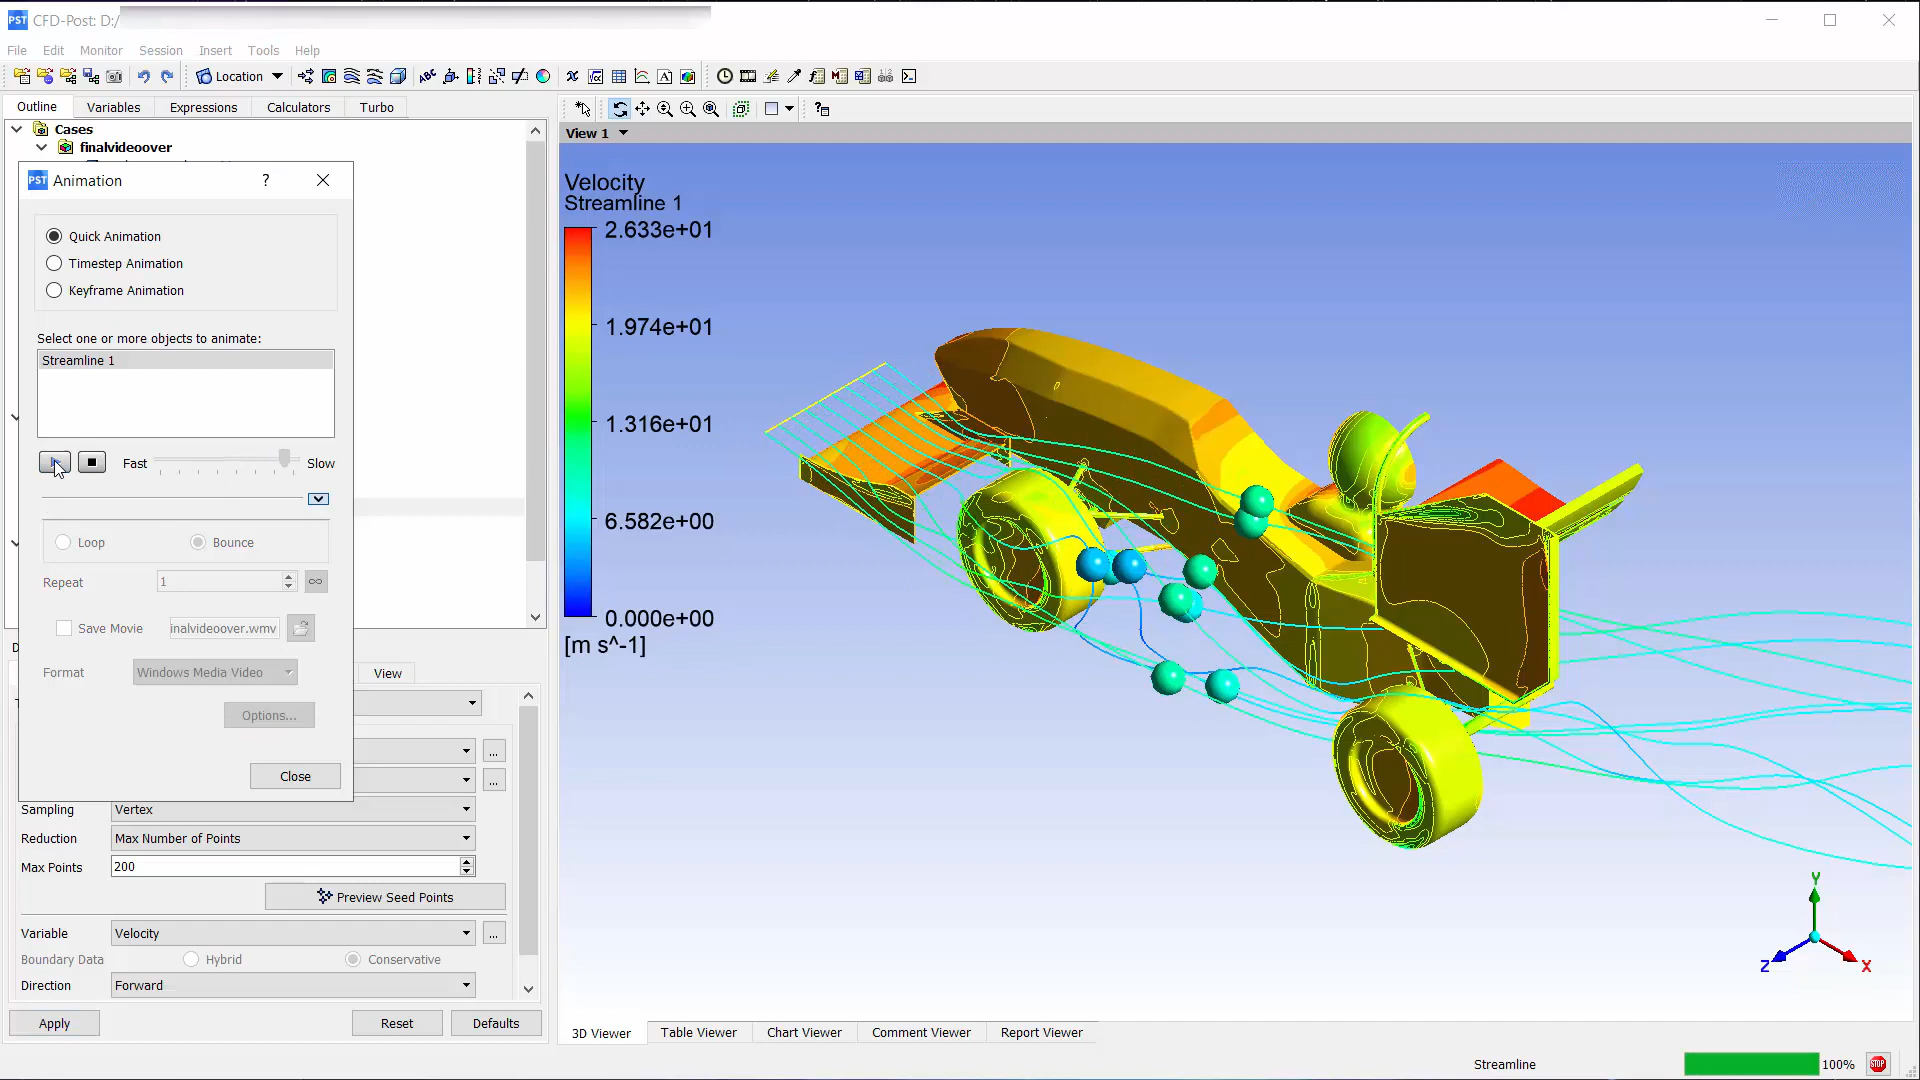 PST CFD-Post: D:/
File Edit Monitor Session Insert Tools Help
Location
Outline Variables Expressions Calculators Turbo
Cases
finalvideoover
View 1
PST Animation ?
Quick Animation
Timestep Animation
Keyframe Animation
Select one or more objects to animate:
Streamline 1
Fast Slow
Loop Bounce
Repeat 1
Save Movie inalvideoover.wmv
Format Windows Media Video
Options...
Close
View
...
...
Sampling Vertex
Reduction Max Number of Points
Max Points 200
Preview Seed Points
Variable Velocity ...
Boundary Data Hybrid Conservative
Direction Forward
Apply Reset Defaults
Velocity
Streamline 1
2.633e+01
1.974e+01
1.316e+01
6.582e+00
0.000e+00
[m s^-1]
Y
Z X
3D Viewer Table Viewer Chart Viewer Comment Viewer Report Viewer
Streamline 100% STOP